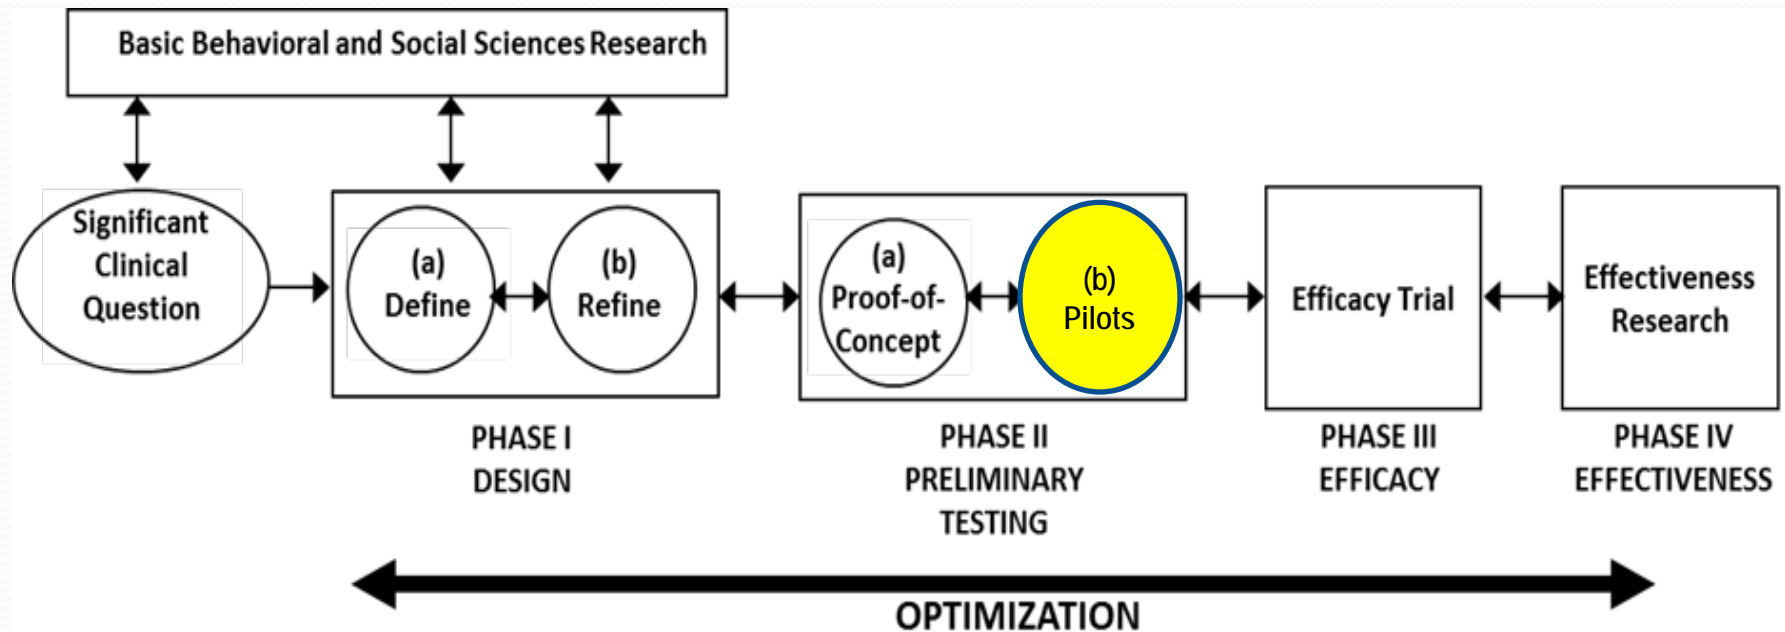 Basic Behavioral and Social Sciences Research
Significant
Clinical
Question
(a)
Define
(b)
Refine
(a)
Proof-of-
Concept
(b)
Pilots
Efficacy Trial
Effectiveness
Research
PHASE I
DESIGN
PHASE II
PRELIMINARY
TESTING
PHASE III
EFFICACY
PHASE IV
EFFECTIVENESS
OPTIMIZATION